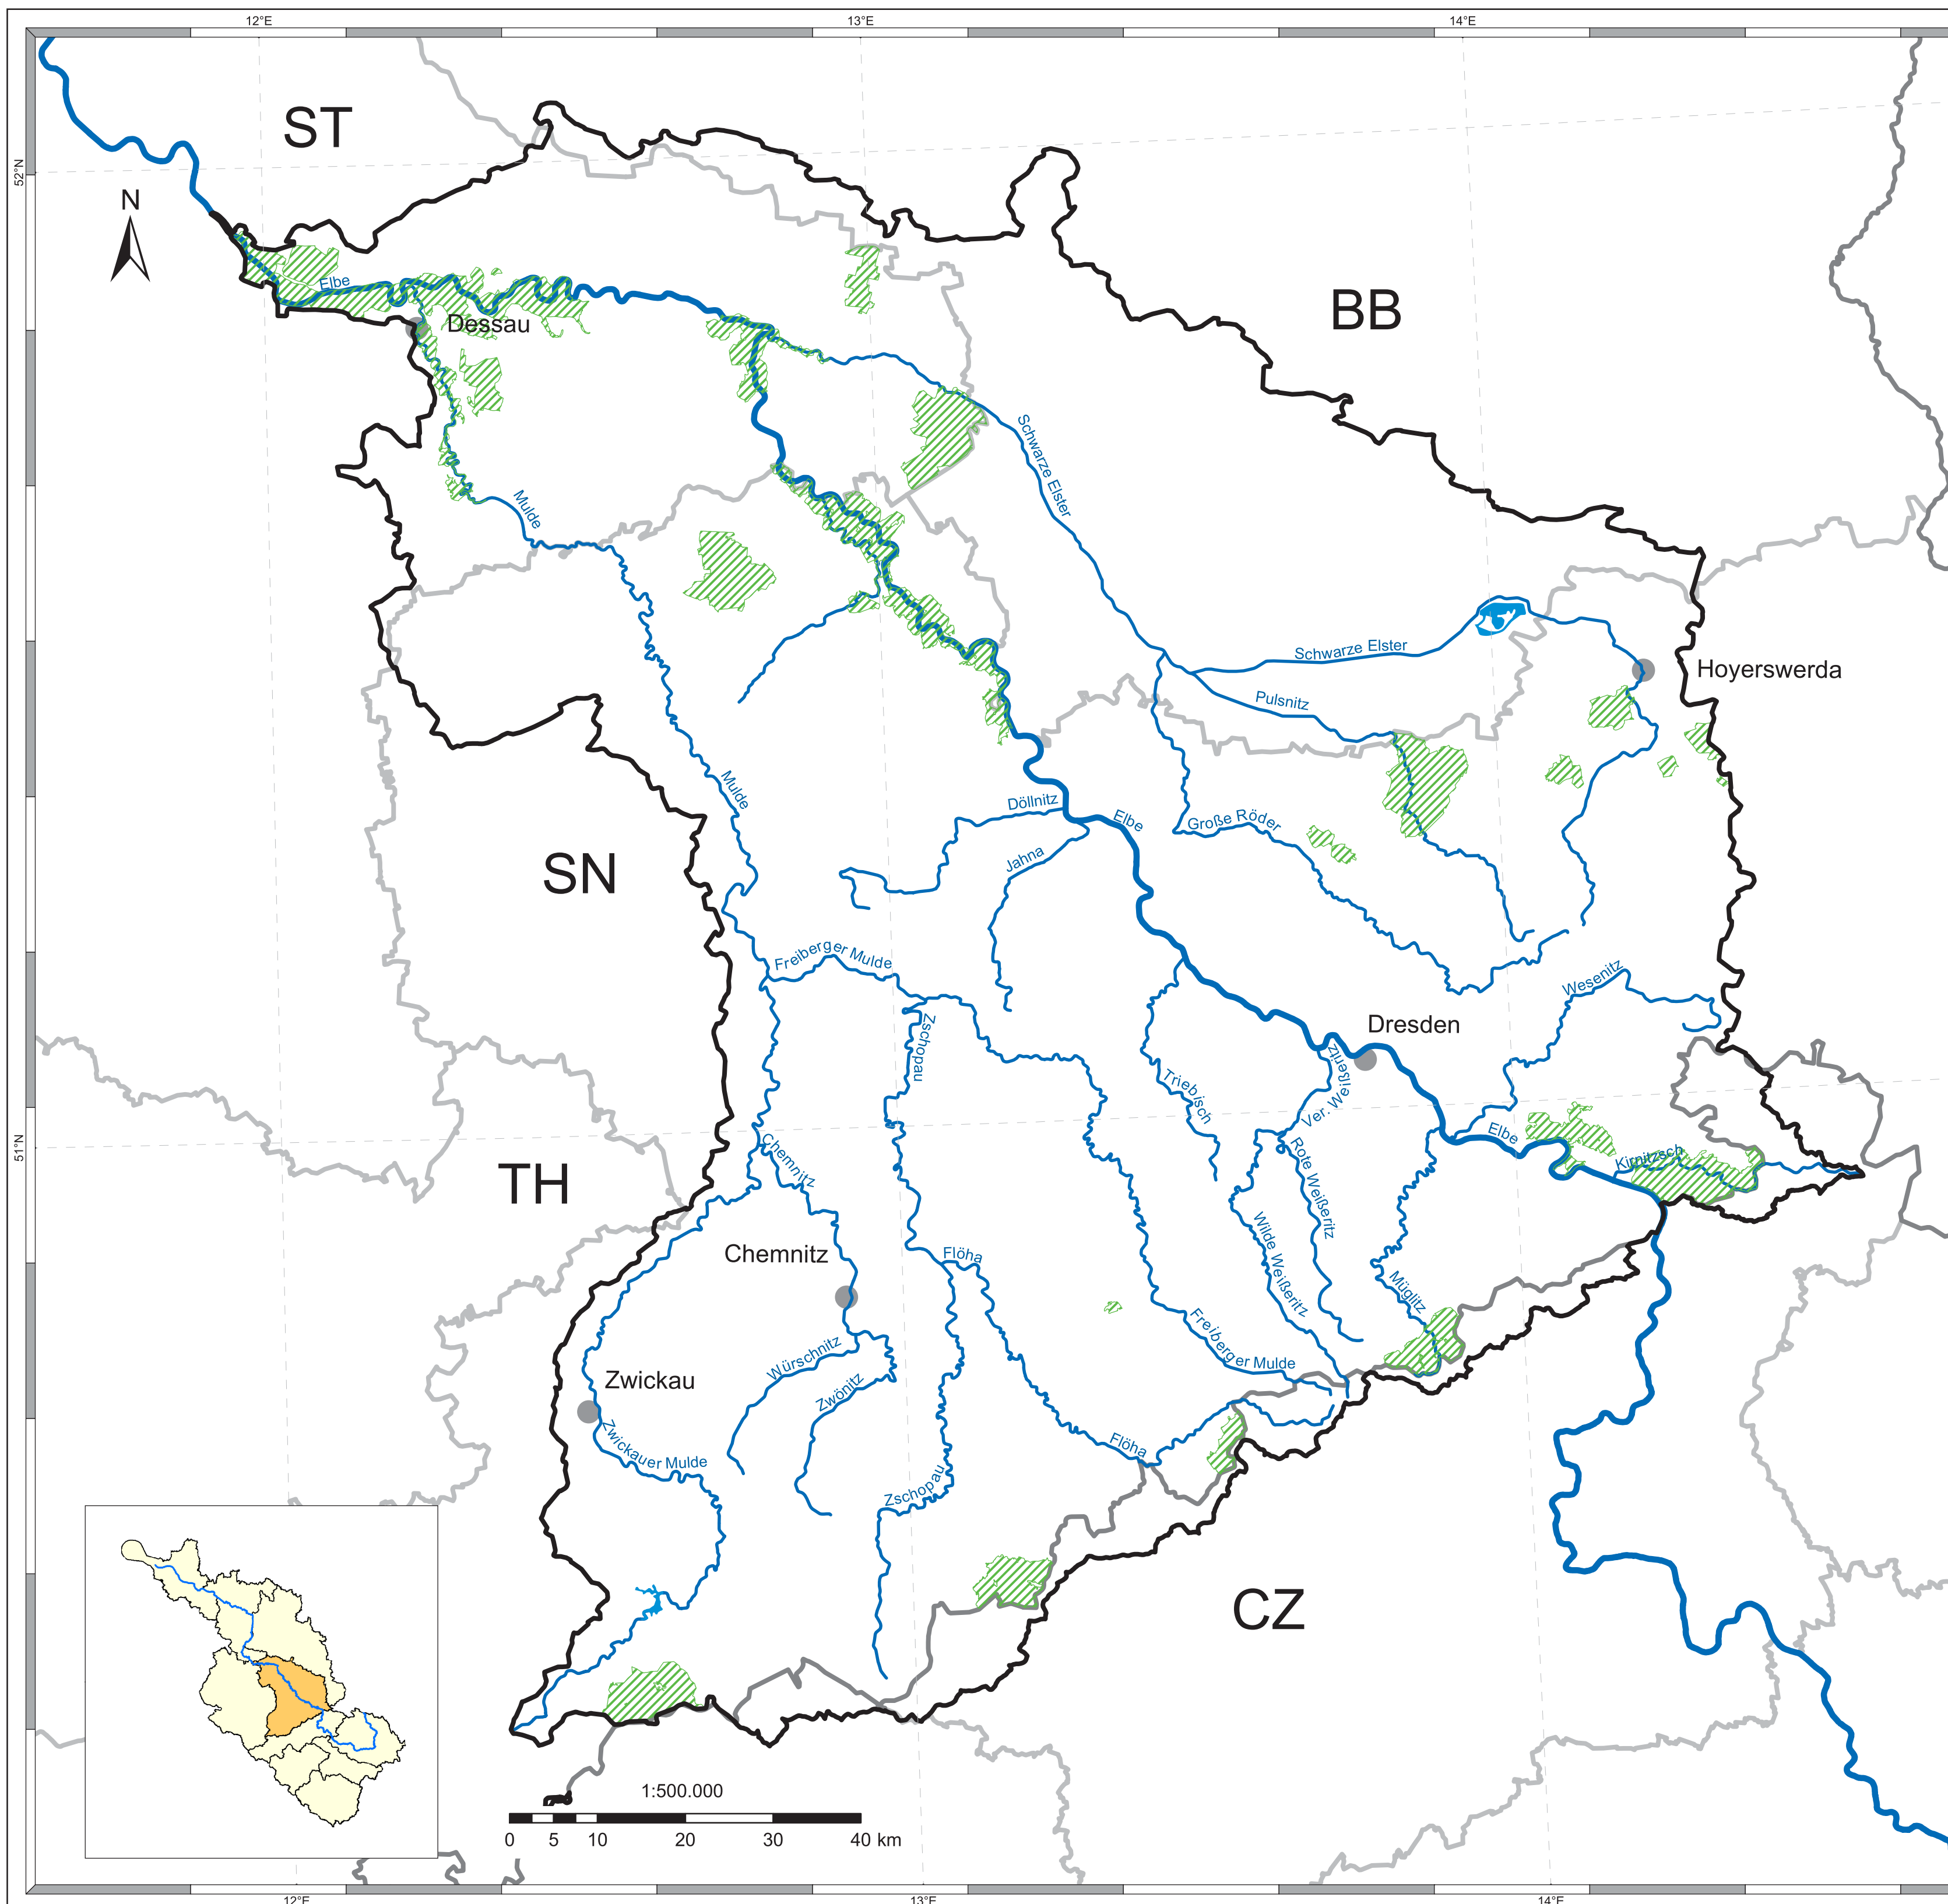 12°E
13°E
14°E
ST
52°N
N
BB
Elbe
Dessau
Schwarze Elster
Mulde
Schwarze Elster
Hoyerswerda
Pulsnitz
Mulde
Döllnitz
Elbe
Große Röder
Jahna
SN
Freiberger Mulde
Wesenitz
Zschopau
Dresden
Ver. Weißeritz
Triebisch
51°N
Elbe
Kirnitzsch
Chemnitz
TH
Rote Weißeritz
Wilde Weißeritz
Chemnitz
Flöha
Müglitz
Freiberger Mulde
Würschnitz
Zwickau
Zwönitz
Zwickauer Mulde
Flöha
Zschopau
CZ
1:500.000
0 5 10 20 30 40 km
12°E
13°E
14°E